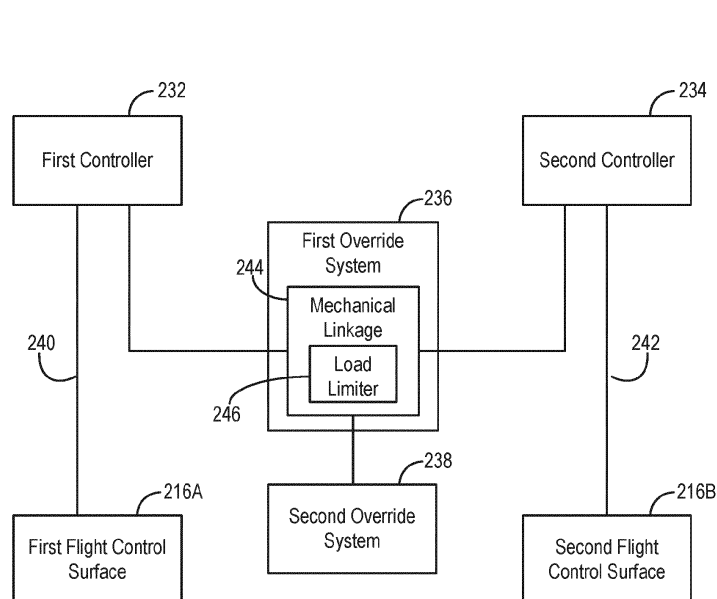 232
234
First Controller
Second Controller
236
First Override
System
244
Mechanical
Linkage
240
242
Load
Limiter
246
238
216A
216B
Second Override
System
First Flight Control
Surface
Second Flight
Control Surface